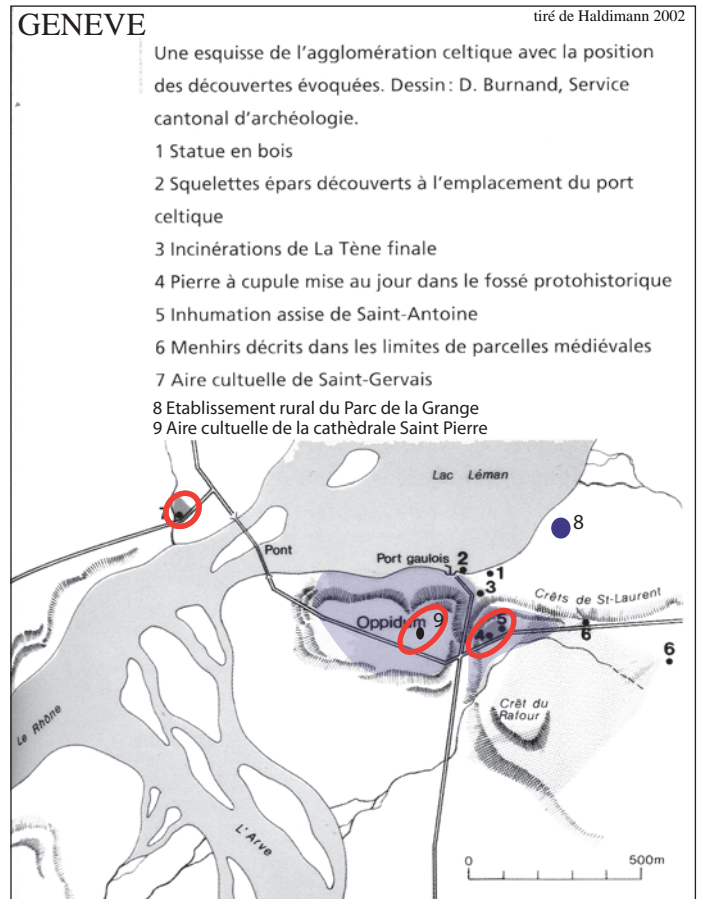 GENEVE
tiré de Haldimann 2002
Une esquisse de l'agglomération celtique avec la position
des découvertes évoquées. Dessin : D. Burnand, Service
cantonal d'archéologie.
1 Statue en bois
2 Squelettes épars découverts à l'emplacement du port
celtique
3 Incinérations de La Tène finale
4 Pierre à cupule mise au jour dans le fossé protohistorique
5 Inhumation assise de Saint-Antoine
6 Menhirs décrits dans les limites de parcelles médiévales
7 Aire cultuelle de Saint-Gervais
8 Etablissement rural du Parc de la Grange
9 Aire cultuelle de la cathèdrale Saint Pierre
Lac Léman
7
8
Pont
Port gaulois
2
1
3
Crêts de St-Laurent
Oppidum
9
5
4
6
6
Crêt du
Rafour
Le Rhône
L'Arve
0
500m